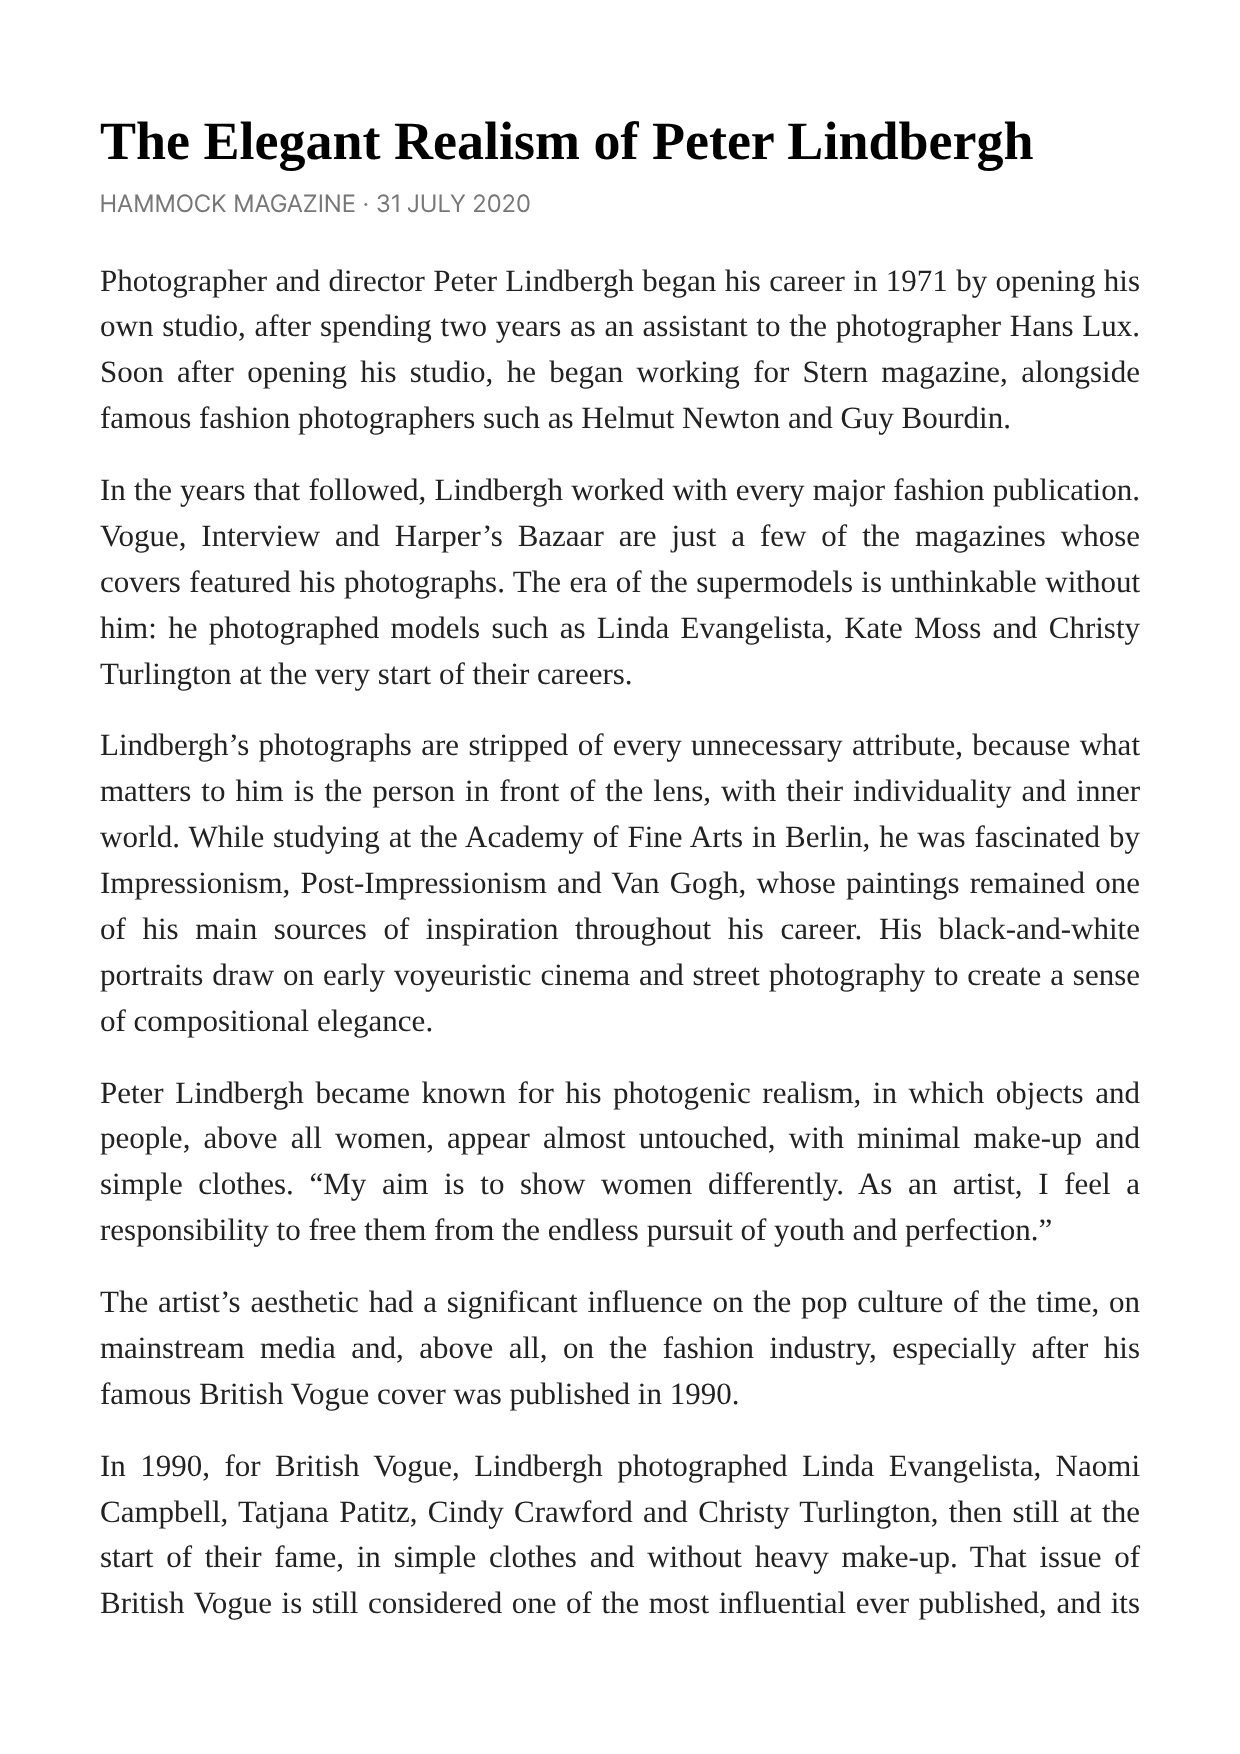 The Elegant Realism of Peter Lindbergh
HAMMOCK MAGAZINE · 31 JULY 2020
Photographer and director Peter Lindbergh began his career in 1971 by opening his
own studio, after spending two years as an assistant to the photographer Hans Lux.
Soon after opening his studio, he began working for Stern magazine, alongside
famous fashion photographers such as Helmut Newton and Guy Bourdin.
In the years that followed, Lindbergh worked with every major fashion publication.
Vogue, Interview and Harper’s Bazaar are just a few of the magazines whose
covers featured his photographs. The era of the supermodels is unthinkable without
him: he photographed models such as Linda Evangelista, Kate Moss and Christy
Turlington at the very start of their careers.
Lindbergh’s photographs are stripped of every unnecessary attribute, because what
matters to him is the person in front of the lens, with their individuality and inner
world. While studying at the Academy of Fine Arts in Berlin, he was fascinated by
Impressionism, Post-Impressionism and Van Gogh, whose paintings remained one
of his main sources of inspiration throughout his career. His black-and-white
portraits draw on early voyeuristic cinema and street photography to create a sense
of compositional elegance.
Peter Lindbergh became known for his photogenic realism, in which objects and
people, above all women, appear almost untouched, with minimal make-up and
simple clothes. “My aim is to show women differently. As an artist, I feel a
responsibility to free them from the endless pursuit of youth and perfection.”
The artist’s aesthetic had a significant influence on the pop culture of the time, on
mainstream media and, above all, on the fashion industry, especially after his
famous British Vogue cover was published in 1990.
In 1990, for British Vogue, Lindbergh photographed Linda Evangelista, Naomi
Campbell, Tatjana Patitz, Cindy Crawford and Christy Turlington, then still at the
start of their fame, in simple clothes and without heavy make-up. That issue of
British Vogue is still considered one of the most influential ever published, and its